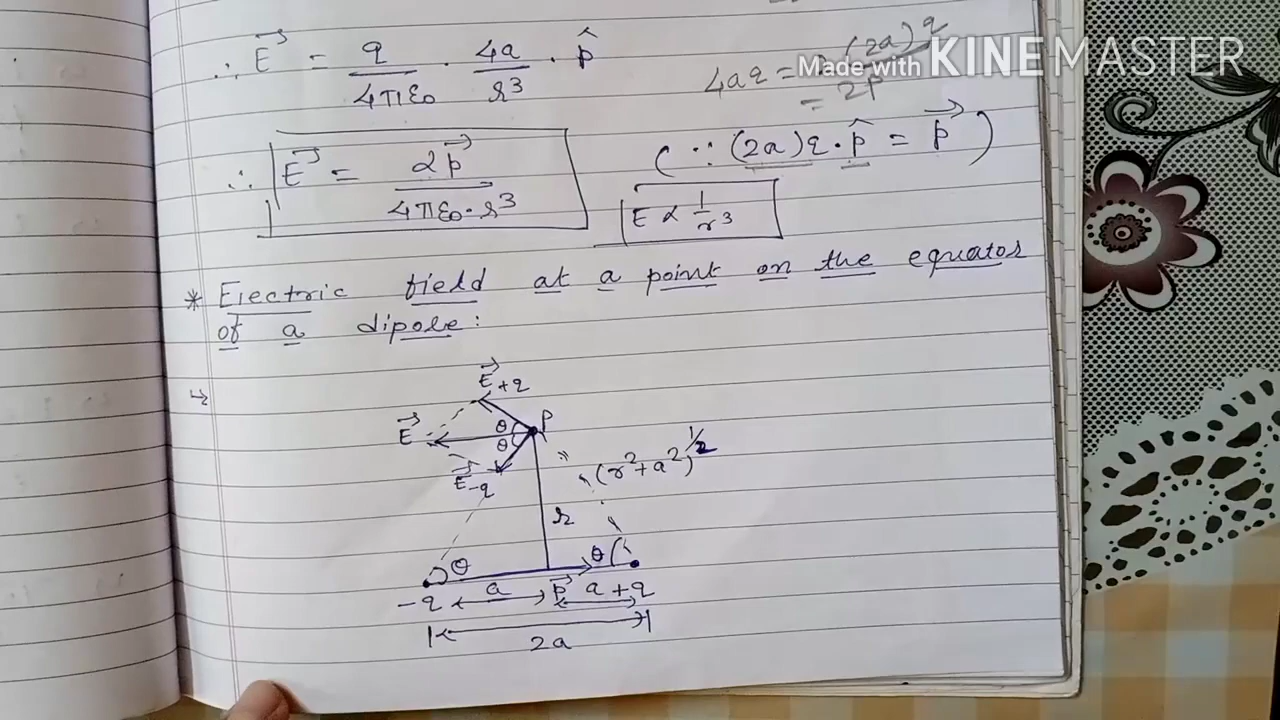 ∴ E⃗ = q/4πε₀ · 4a/r³ · p̂
4aq = (2a)q
= 2p
Made with KINEMASTER
∴ E⃗ = 2p⃗/4πε₀·r³
(∵ (2a)q·p̂ = p⃗)
E ∝ 1/r³
* Electric field at a point on the equator
of a dipole:
→
E⃗+q
E⃗ θ P
θ
E⃗-q
(r²+a²)^1/2
r
θ θ
-q a p⃗ a +q
2a